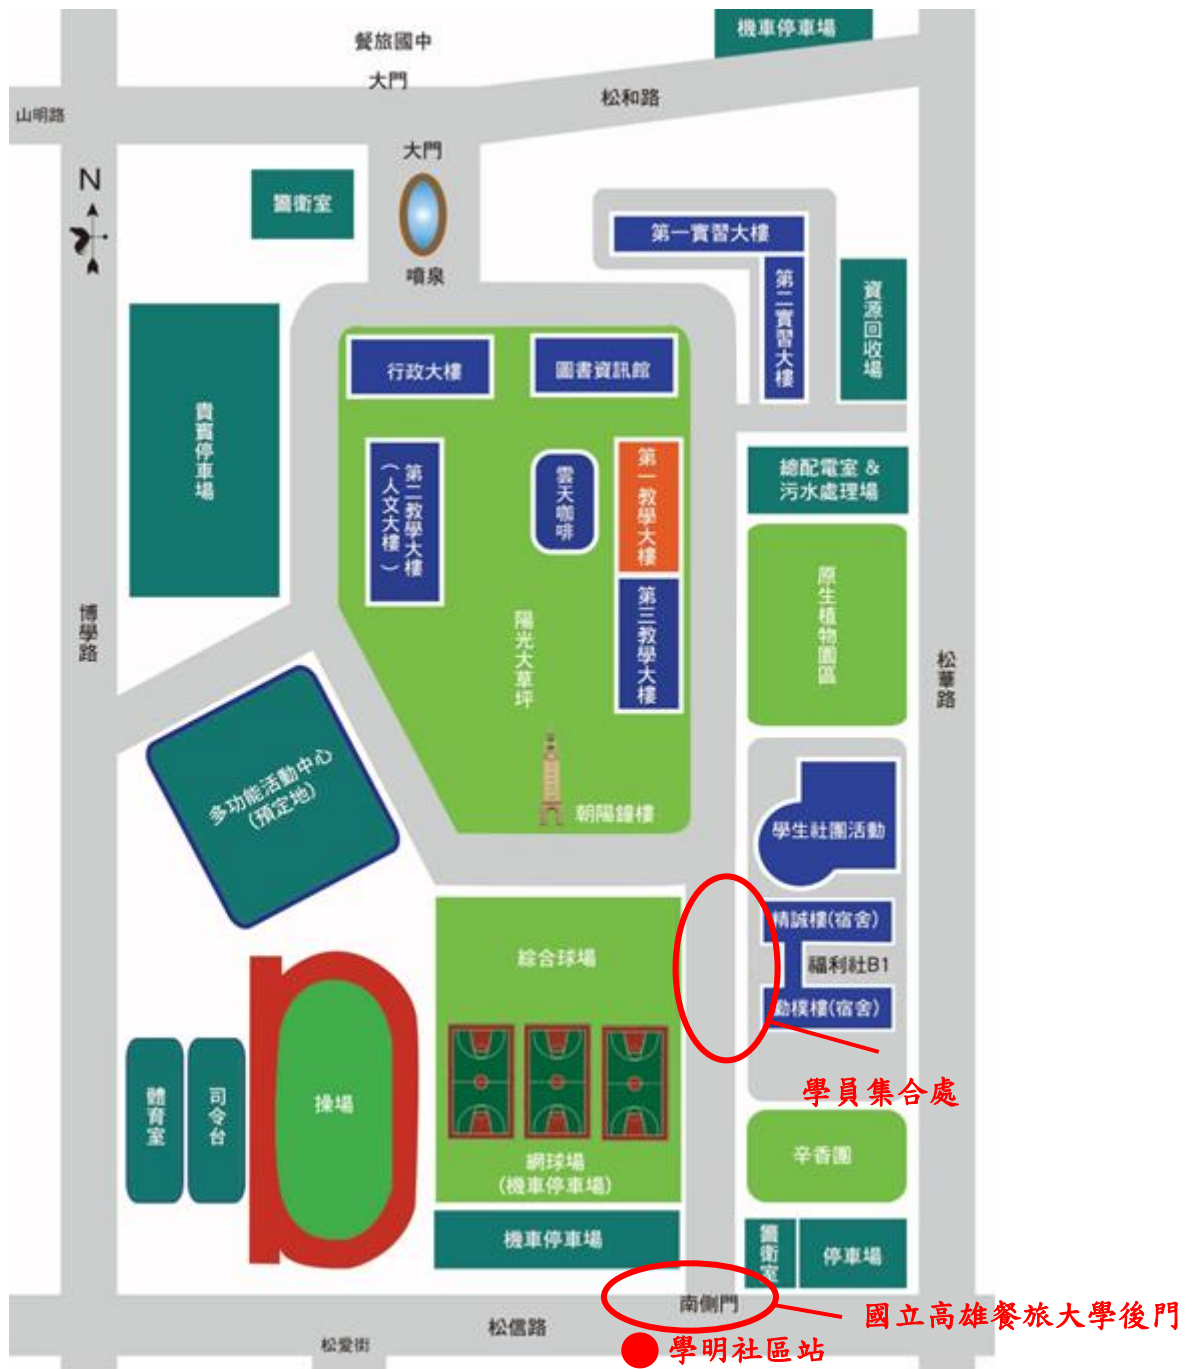 機車停車場
餐旅國中
大門
松和路
山明路
大門
N
警衛室
噴泉
第一實習大樓
第二實習大樓
資源回收場
行政大樓
圖書資訊館
貴賓停車場
第二教學大樓
(人文大樓)
雲天咖啡
第一教學大樓
總配電室 &
污水處理場
第三教學大樓
陽光大草坪
原生植物園區
博學路
松華路
多功能活動中心
(預定地)
朝陽鐘樓
學生社團活動
精誠樓(宿舍)
福利社B1
勤樸樓(宿舍)
綜合球場
學員集合處
體育室
司令台
操場
網球場
(機車停車場)
辛香園
機車停車場
警衛室
停車場
南側門
國立高雄餐旅大學後門
松信路
松愛街
學明社區站